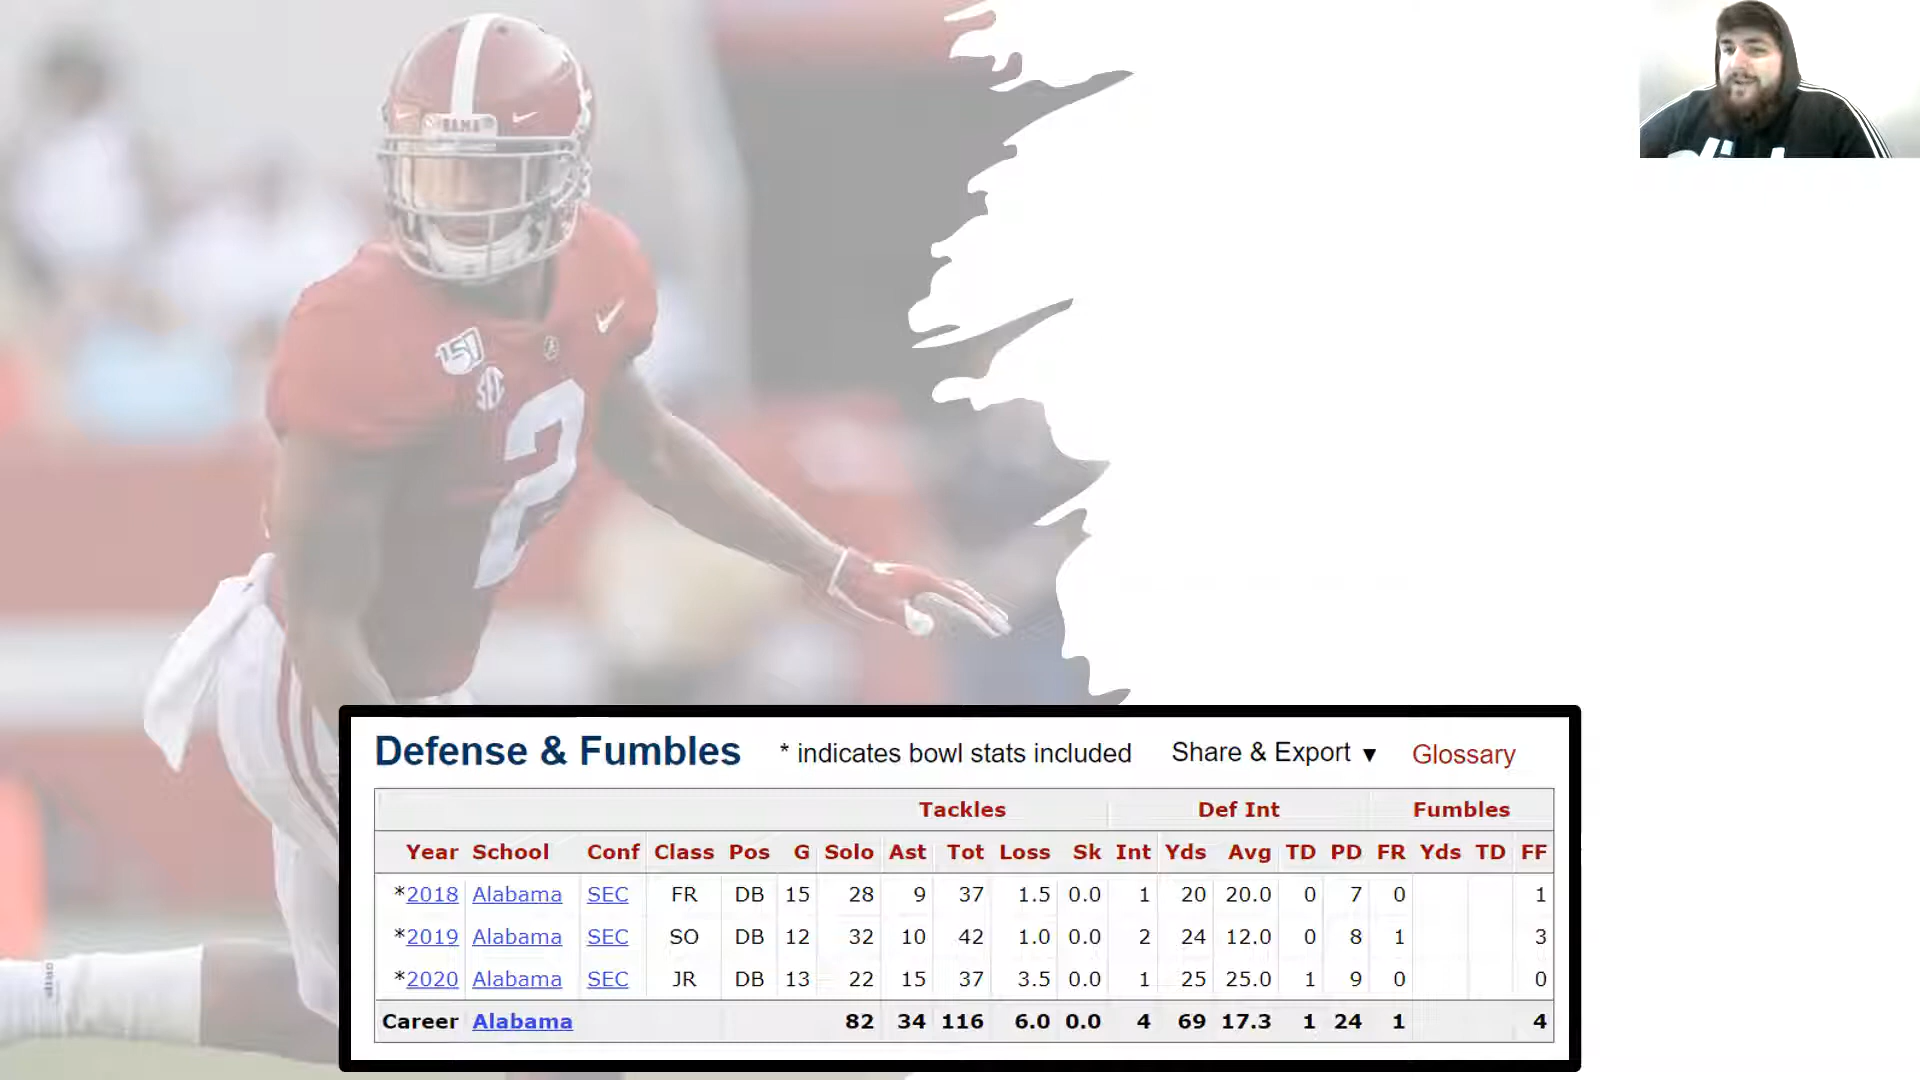 BAMA
150
SEC
2
Defense & Fumbles * indicates bowl stats included Share & Export ▼ Glossary
Tackles Def Int Fumbles
Year School Conf Class Pos G Solo Ast Tot Loss Sk Int Yds Avg TD PD FR Yds TD FF
*2018 Alabama SEC FR DB 15 28 9 37 1.5 0.0 1 20 20.0 0 7 0 1
*2019 Alabama SEC SO DB 12 32 10 42 1.0 0.0 2 24 12.0 0 8 1 3
*2020 Alabama SEC JR DB 13 22 15 37 3.5 0.0 1 25 25.0 1 9 0 0
Career Alabama 82 34 116 6.0 0.0 4 69 17.3 1 24 1 4